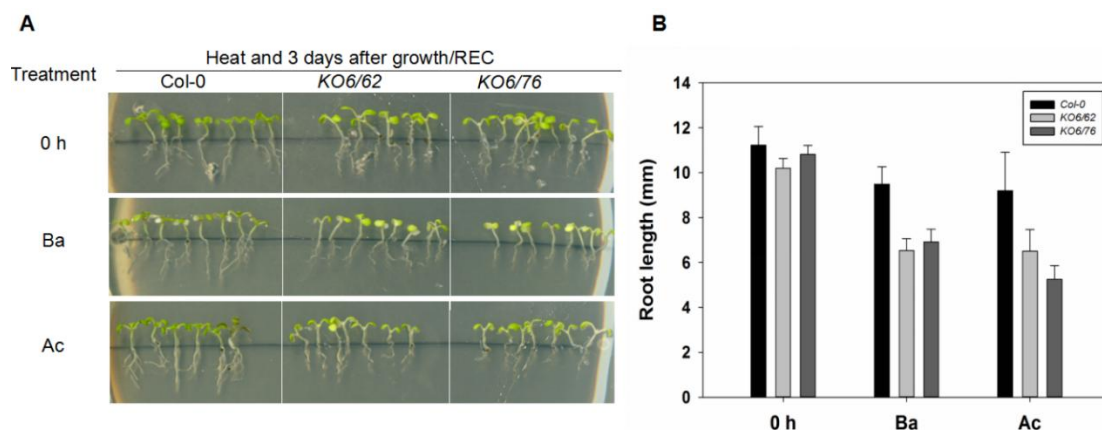 A
Heat and 3 days after growth/REC
Treatment
Col-0 KO6/62 KO6/76
0 h
Ba
Ac
B
14
12
10
8
6
4
2
0
Root length (mm)
Col-0
KO6/62
KO6/76
0 h Ba Ac